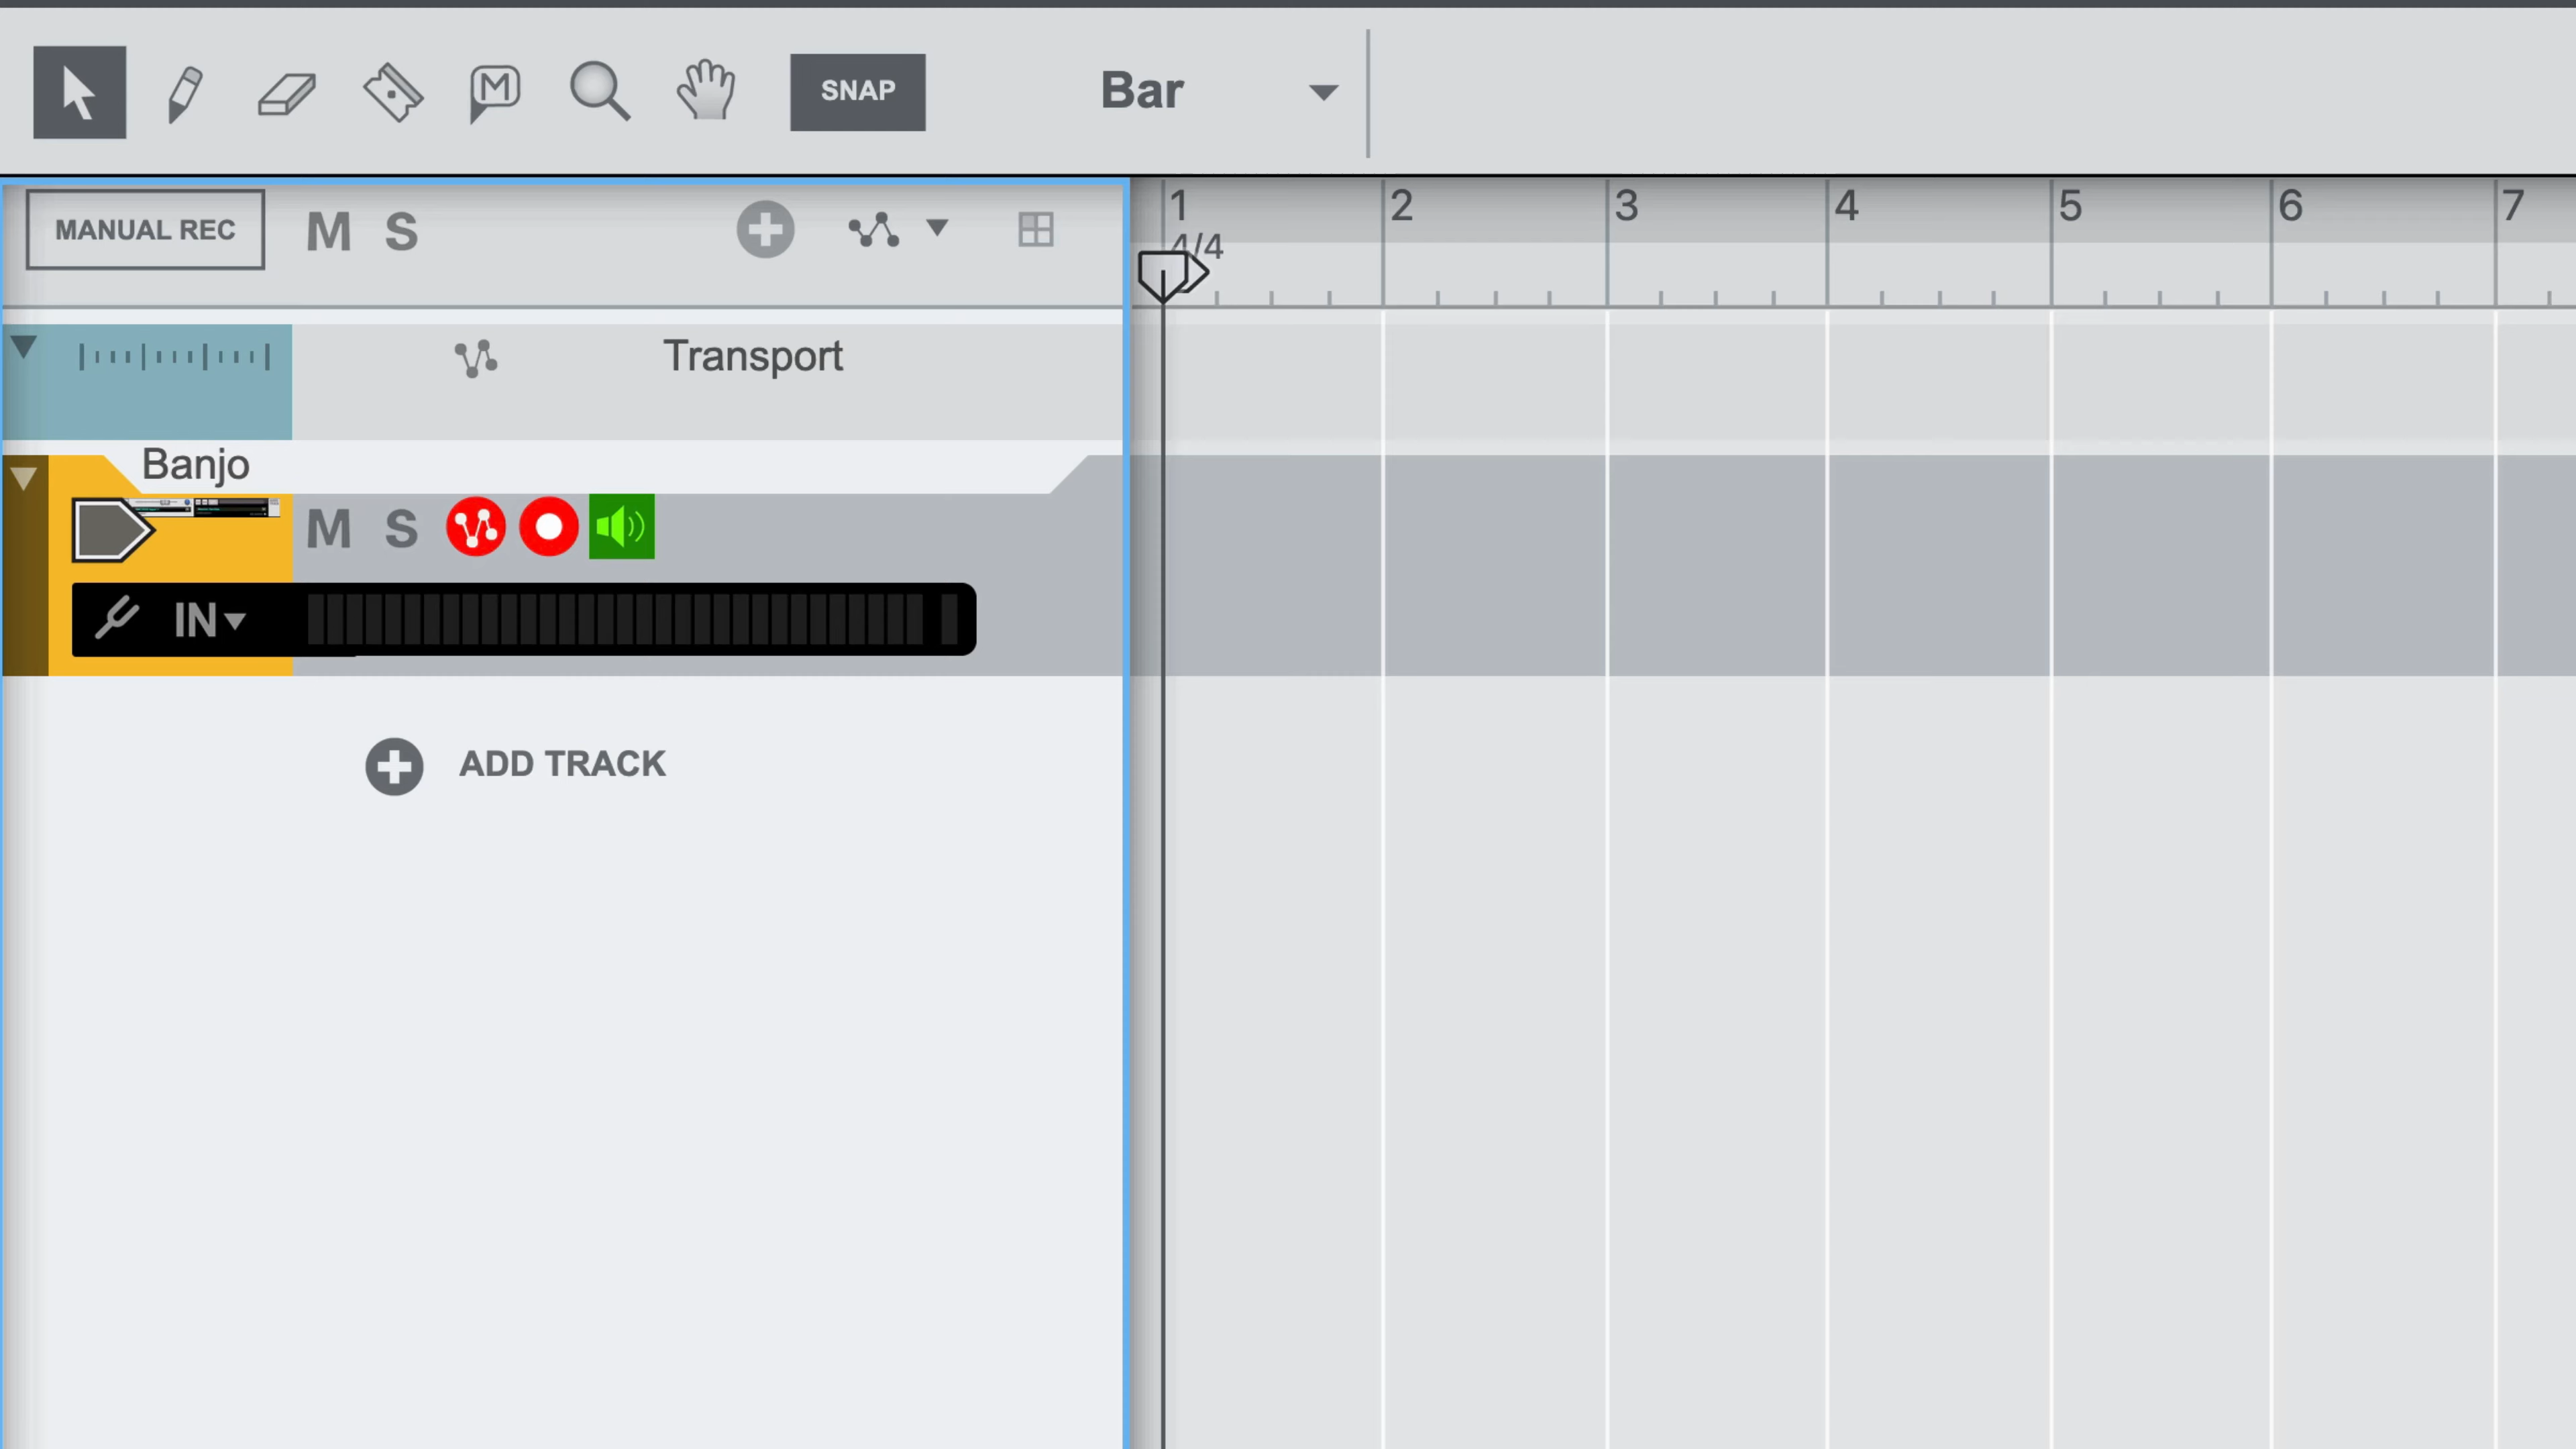 M SNAP Bar
MANUAL REC M S
1 2 3 4 5 6 7
4/4
Transport
Banjo
M S
IN
ADD TRACK